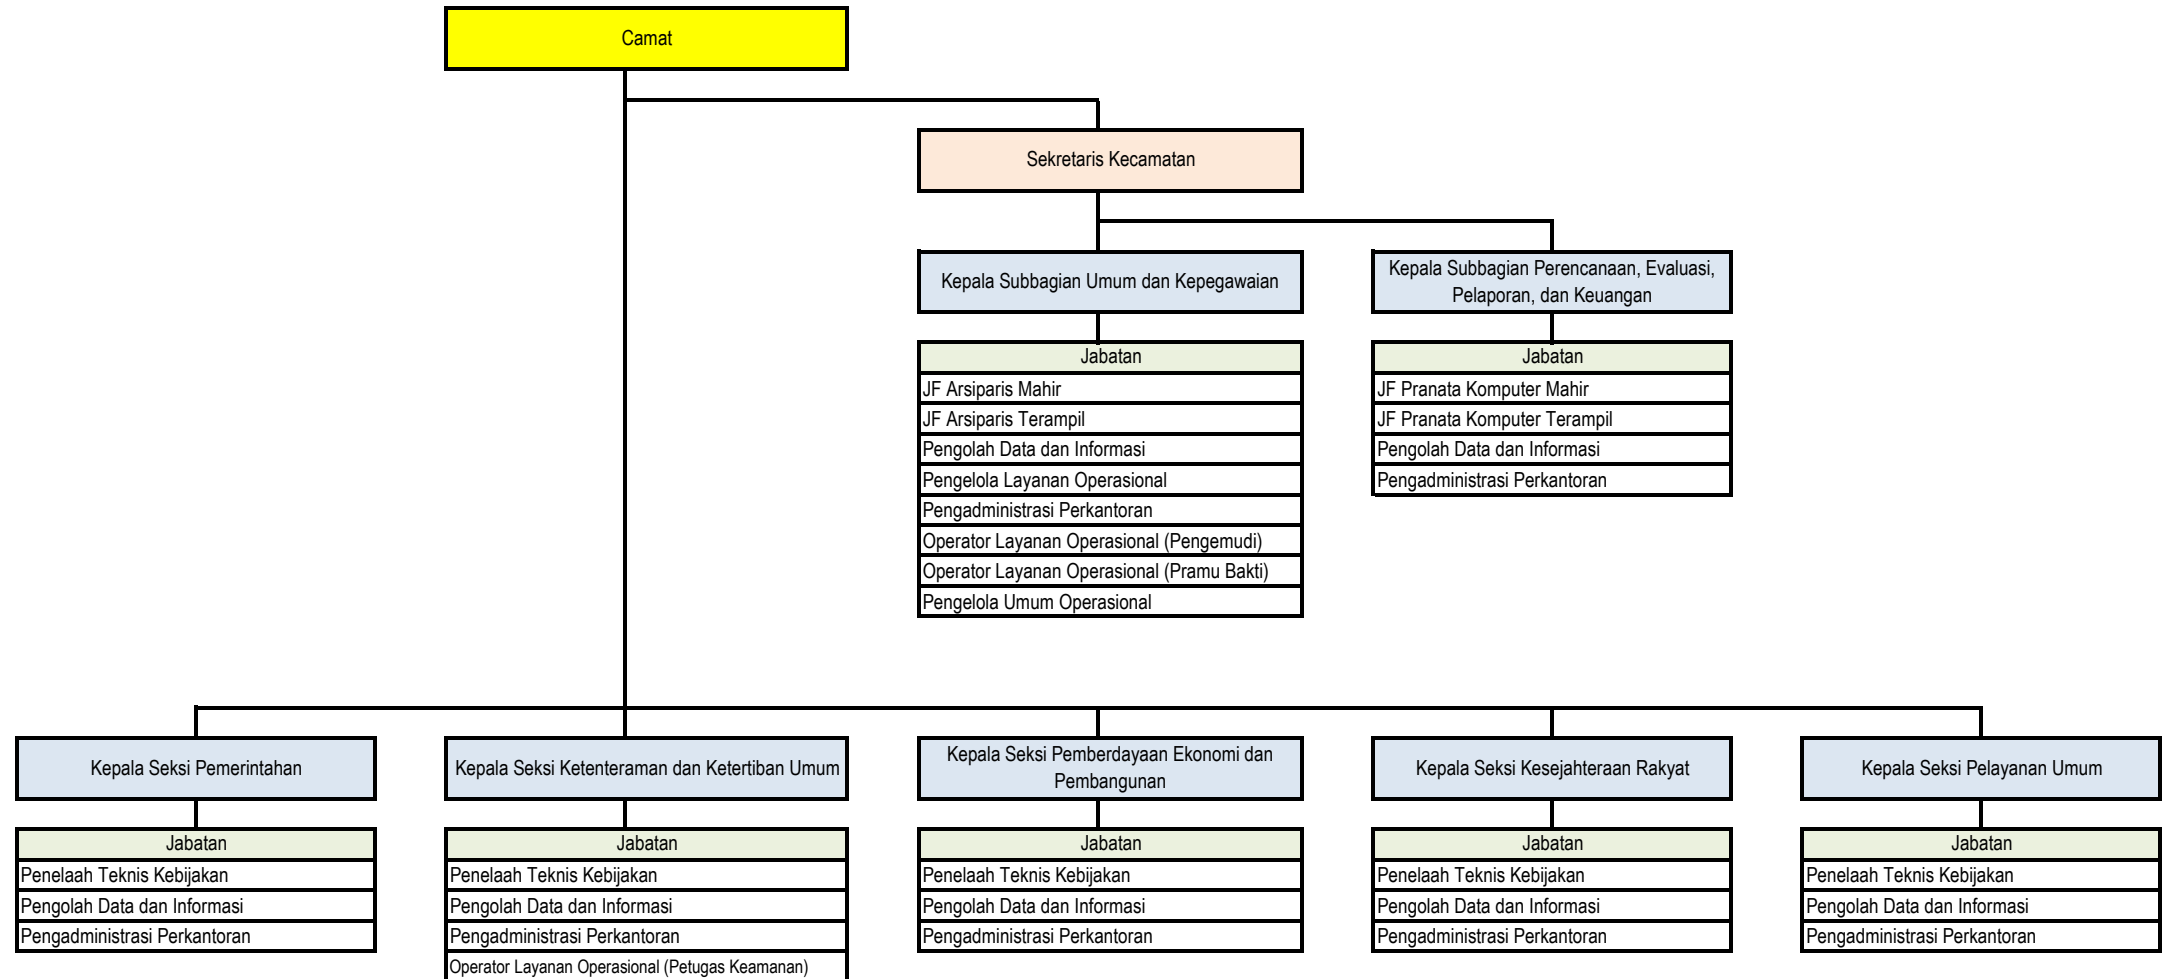 Camat
Sekretaris Kecamatan
Kepala Subbagian Umum dan Kepegawaian
Kepala Subbagian Perencanaan, Evaluasi,
Pelaporan, dan Keuangan
Jabatan
JF Arsiparis Mahir
JF Arsiparis Terampil
Pengolah Data dan Informasi
Pengelola Layanan Operasional
Pengadministrasi Perkantoran
Operator Layanan Operasional (Pengemudi)
Operator Layanan Operasional (Pramu Bakti)
Pengelola Umum Operasional
Jabatan
JF Pranata Komputer Mahir
JF Pranata Komputer Terampil
Pengolah Data dan Informasi
Pengadministrasi Perkantoran
Kepala Seksi Pemerintahan
Jabatan
Penelaah Teknis Kebijakan
Pengolah Data dan Informasi
Pengadministrasi Perkantoran
Kepala Seksi Ketenteraman dan Ketertiban Umum
Jabatan
Penelaah Teknis Kebijakan
Pengolah Data dan Informasi
Pengadministrasi Perkantoran
Operator Layanan Operasional (Petugas Keamanan)
Kepala Seksi Pemberdayaan Ekonomi dan
Pembangunan
Jabatan
Penelaah Teknis Kebijakan
Pengolah Data dan Informasi
Pengadministrasi Perkantoran
Kepala Seksi Kesejahteraan Rakyat
Jabatan
Penelaah Teknis Kebijakan
Pengolah Data dan Informasi
Pengadministrasi Perkantoran
Kepala Seksi Pelayanan Umum
Jabatan
Penelaah Teknis Kebijakan
Pengolah Data dan Informasi
Pengadministrasi Perkantoran